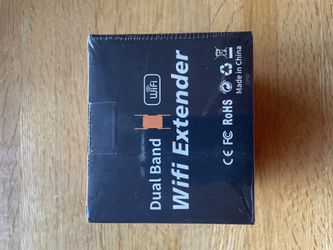 WiFi
Dual Band
Wifi Extender
CE FC RoHS
Made in China